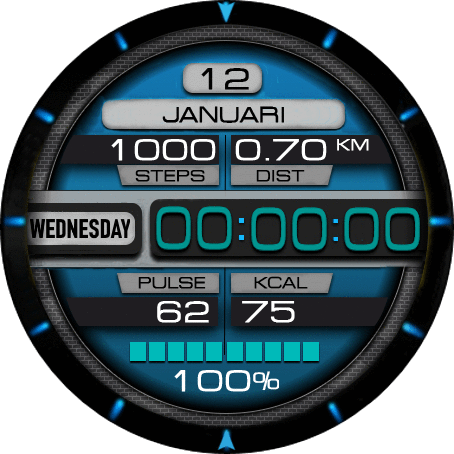 12
JANUARI
1000 0.70 KM
STEPS DIST
WEDNESDAY 00:00:00
PULSE KCAL
62 75
100%